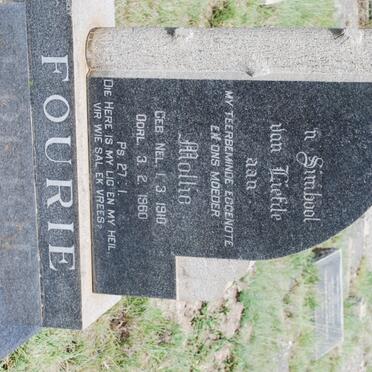 'n Simbool
van Liefde
aan
MY TEERBEMINDE EGGENOTE
EN ONS MOEDER
Mollie
GEB NEL 1. 3. 1910
OORL. 3. 2. 1960
PS. 27 : 1.
DIE HERE IS MY LIG EN MY HEIL,
VIR WIE SAL EK VREES?
FOURIE